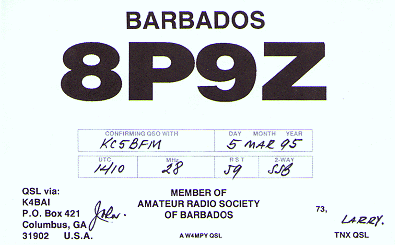 BARBADOS
8P9Z
CONFIRMING QSO WITH DAY MONTH YEAR
KC5BFM 5 MAR 95
UTC MHz RST 2-WAY
1410 28 59 SSB
QSL via:
K4BAI
P.O. Box 421
Columbus, GA
31902 U.S.A.
John.
MEMBER OF
AMATEUR RADIO SOCIETY
OF BARBADOS
A W4MPY QSL
73,
LARRY.
TNX QSL